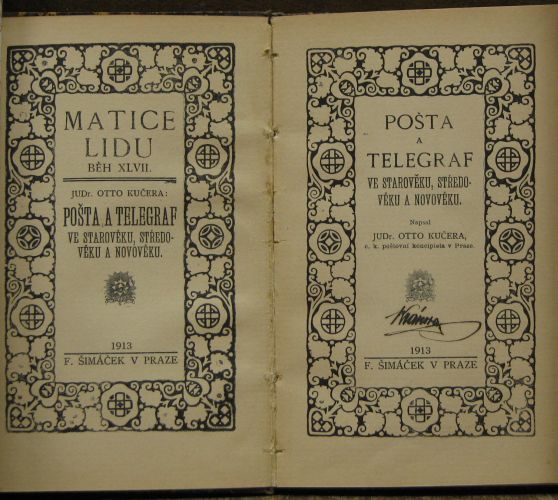 MATICE
LIDU
BĚH XLVII.
JUDr. OTTO KUČERA:
POŠTA A TELEGRAF
VE STAROVĚKU, STŘEDO-
VĚKU A NOVOVĚKU.
1913
F. ŠIMÁČEK V PRAZE
POŠTA
A
TELEGRAF
VE STAROVĚKU, STŘEDO-
VĚKU A NOVOVĚKU.
Napsal
JUDr. OTTO KUČERA,
c. k. poštovní koncipista v Praze.
1913
F. ŠIMÁČEK V PRAZE